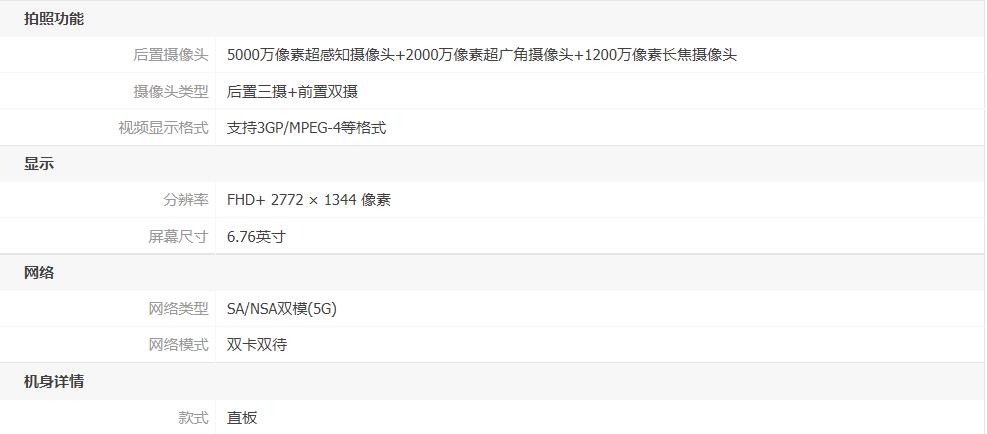 拍照功能
后置摄像头 5000万像素超感知摄像头+2000万像素超广角摄像头+1200万像素长焦摄像头
摄像头类型 后置三摄+前置双摄
视频显示格式 支持3GP/MPEG-4等格式
显示
分辨率 FHD+ 2772 × 1344 像素
屏幕尺寸 6.76英寸
网络
网络类型 SA/NSA双模(5G)
网络模式 双卡双待
机身详情
款式 直板